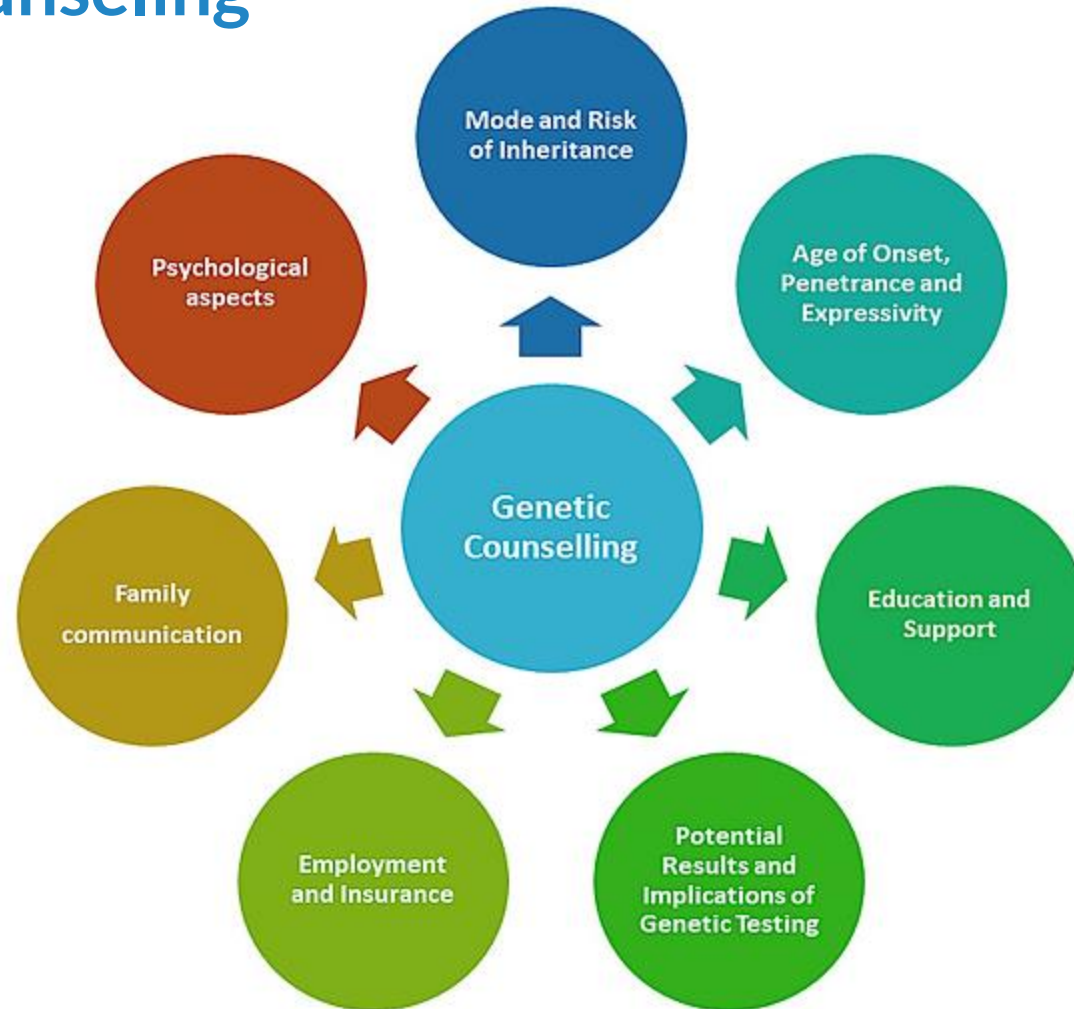 Mode and Risk
of Inheritance
Age of Onset,
Penetrance and
Expressivity
Education and
Support
Potential
Results and
Implications of
Genetic Testing
Employment
and Insurance
Family
communication
Psychological
aspects
Genetic
Counselling